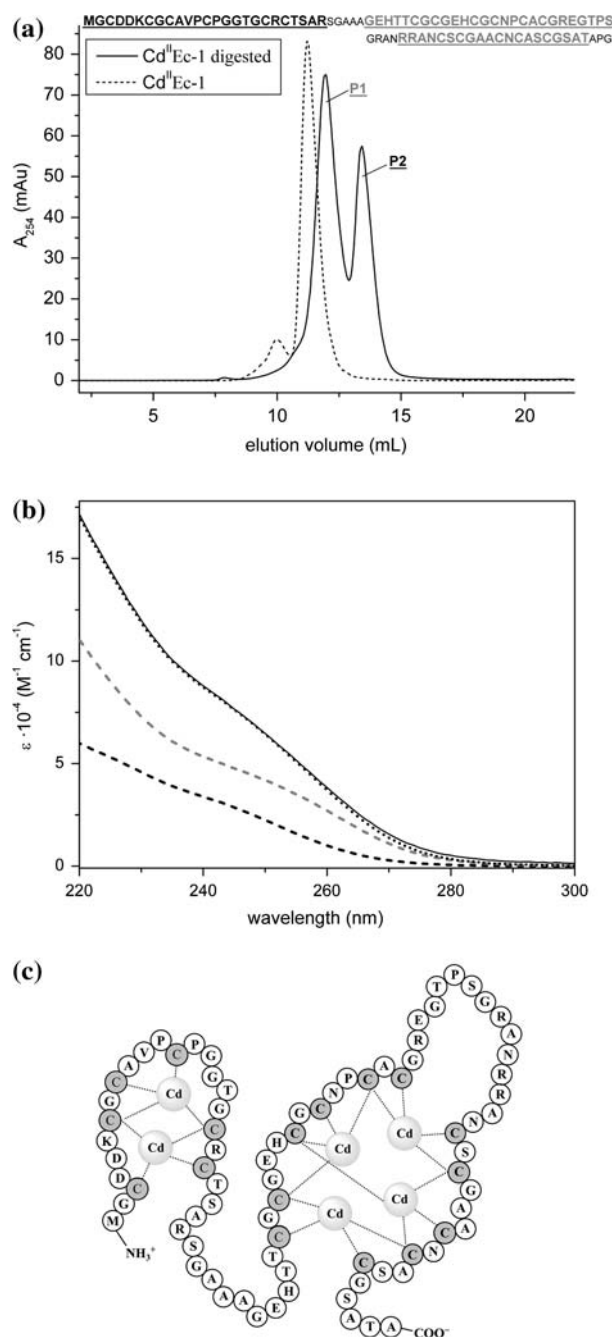 (a) MGCDDKCGCAVPCPGGTGCRCTSARSGAAAGEHTTCGCGEHCGCNPCACGREGTPS
GRANRRANCSCGAACNCASCGSATAPG
Cd^II Ec-1 digested
Cd^II Ec-1
P1
P2
80
70
60
50
40
30
20
10
0
A254 (mAu)
5 10 15 20
elution volume (mL)
(b)
15
10
5
0
ε ·10^-4 (M^-1 cm^-1)
220 240 260 280 300
wavelength (nm)
(c)
M G C D D K C G C A V P C P G G T G C R C T S A R S G A A A G E H T T C G C G E H C G C N P C A C G R E G T P S G R A N R R A N C S C G A A C N C A S C G S A T A
Cd
Cd
Cd
Cd
Cd
Cd
NH3+
COO−